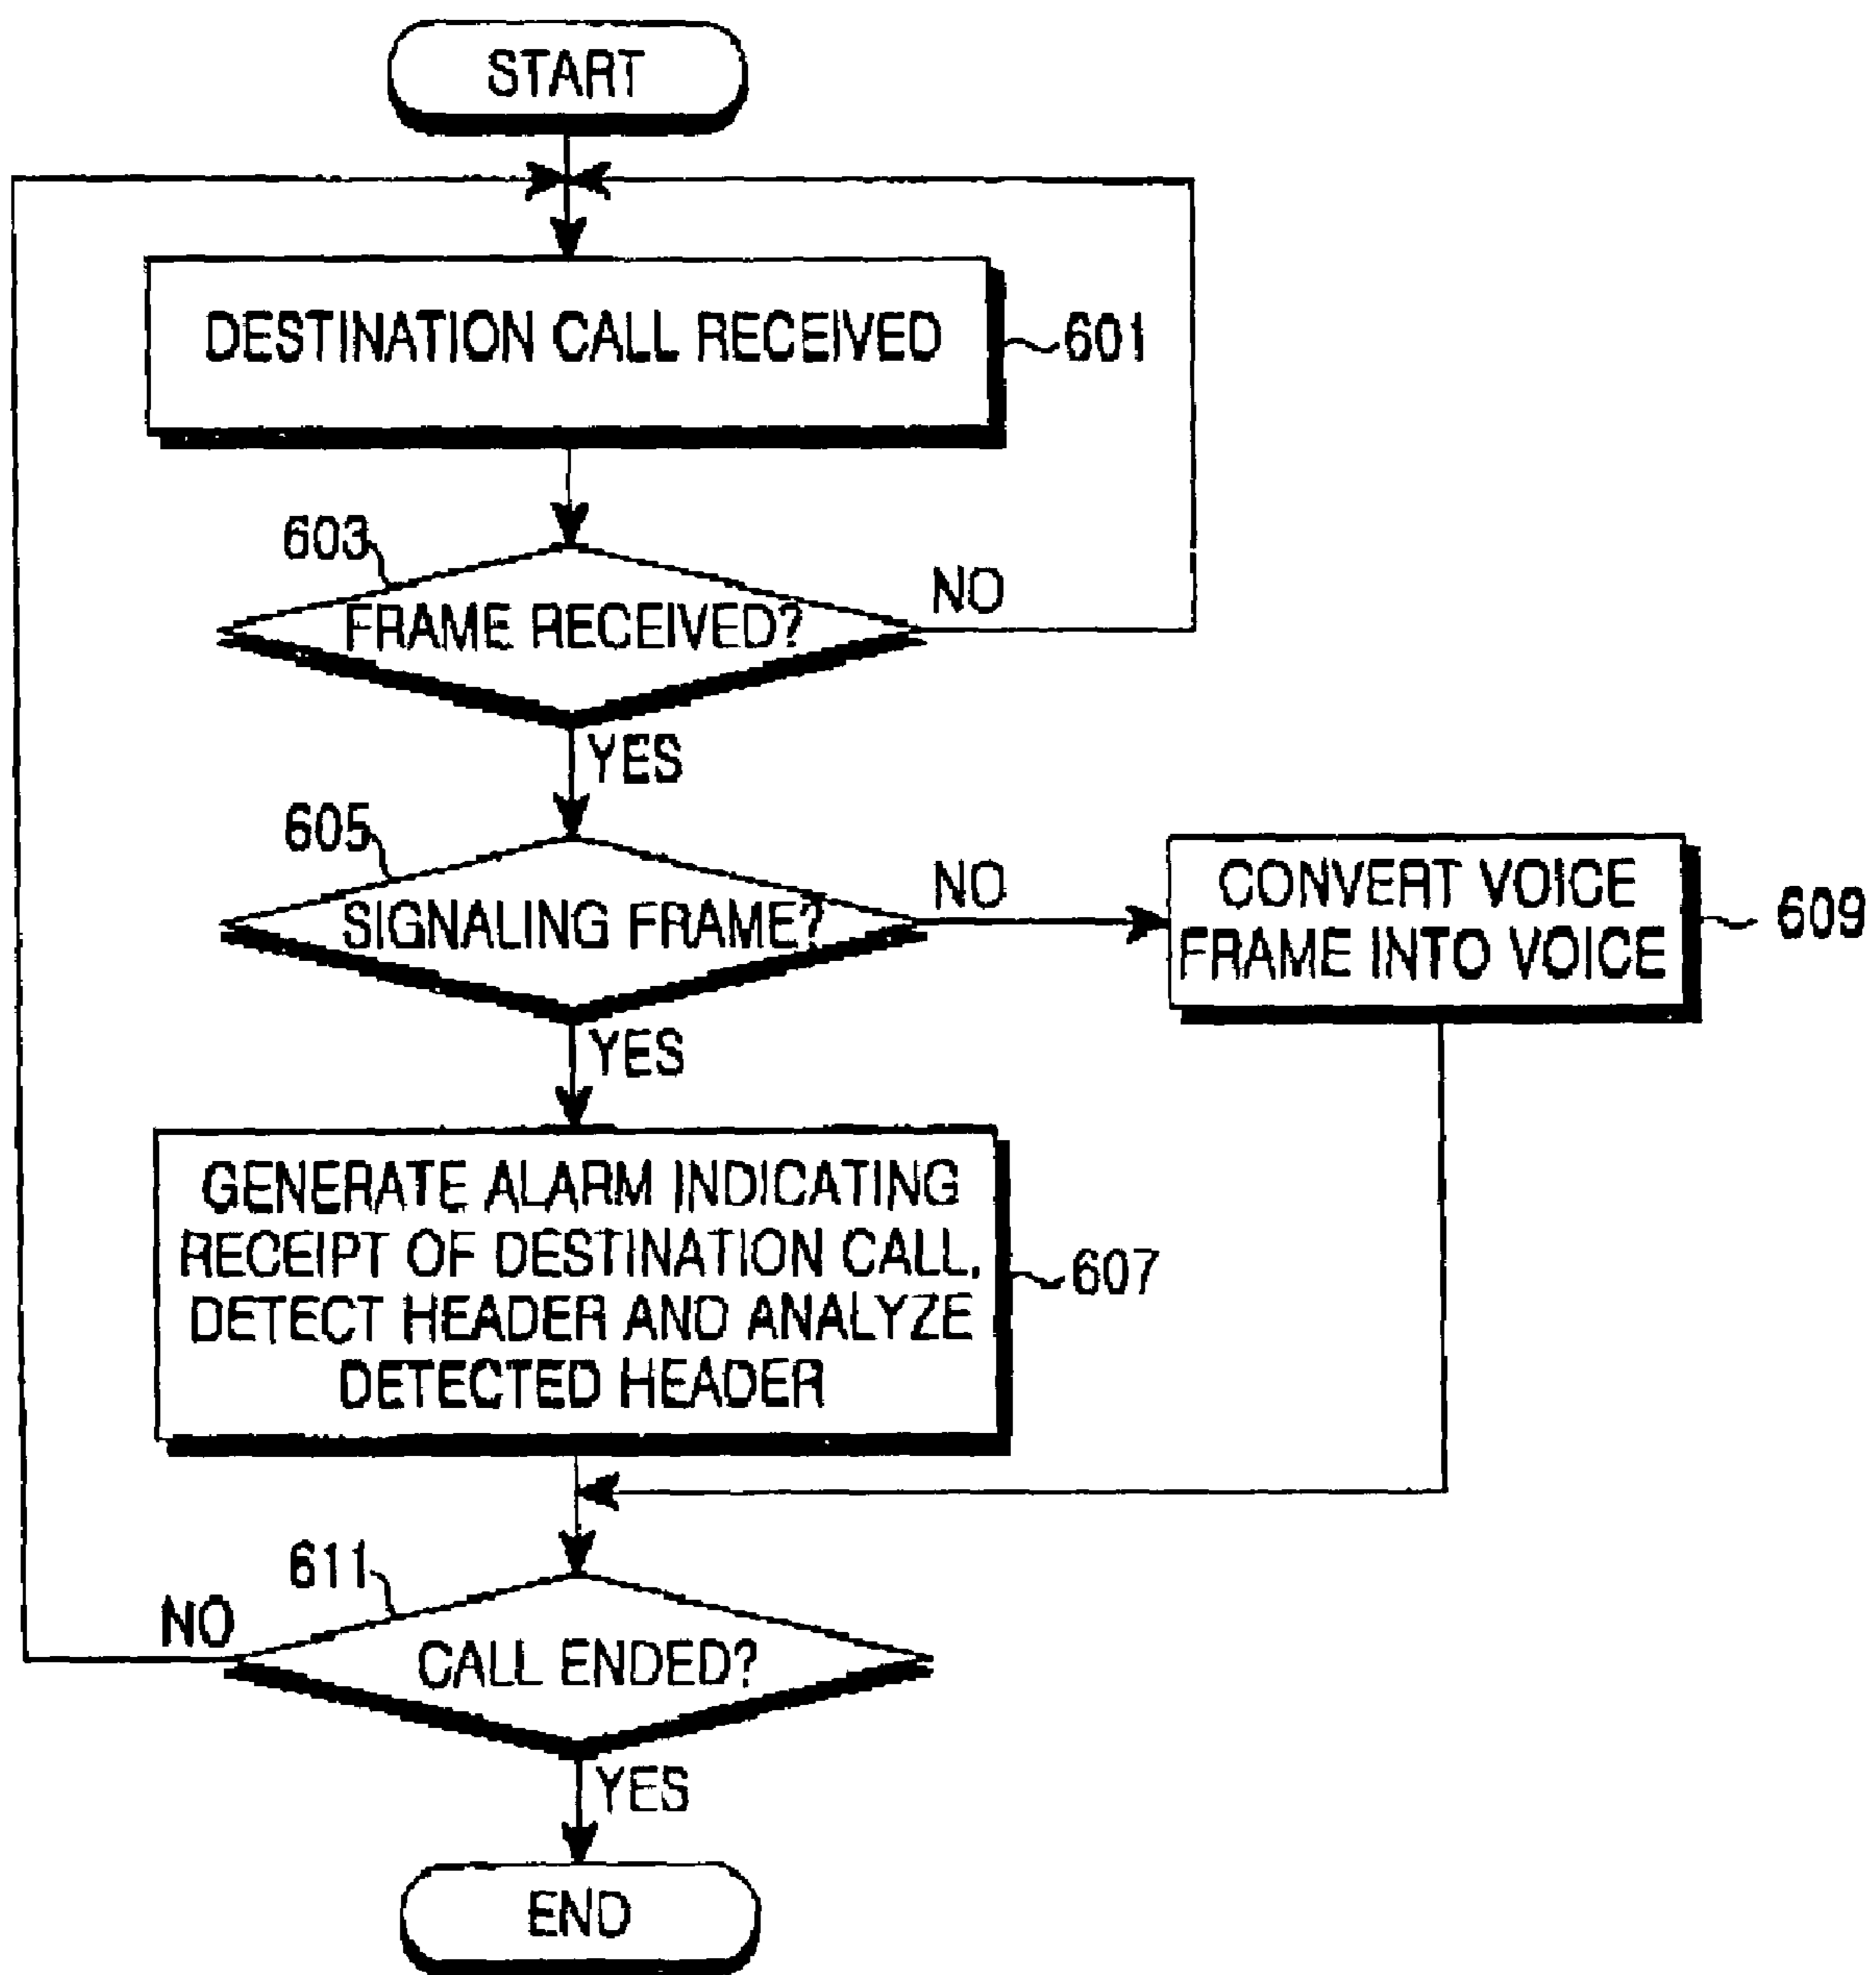 START
DESTINATION CALL RECEIVED
601
603
FRAME RECEIVED?
NO
YES
605
SIGNALING FRAME?
NO
CONVERT VOICE
FRAME INTO VOICE
609
YES
GENERATE ALARM INDICATING
RECEIPT OF DESTINATION CALL,
DETECT HEADER AND ANALYZE
DETECTED HEADER
607
611
NO
CALL ENDED?
YES
END